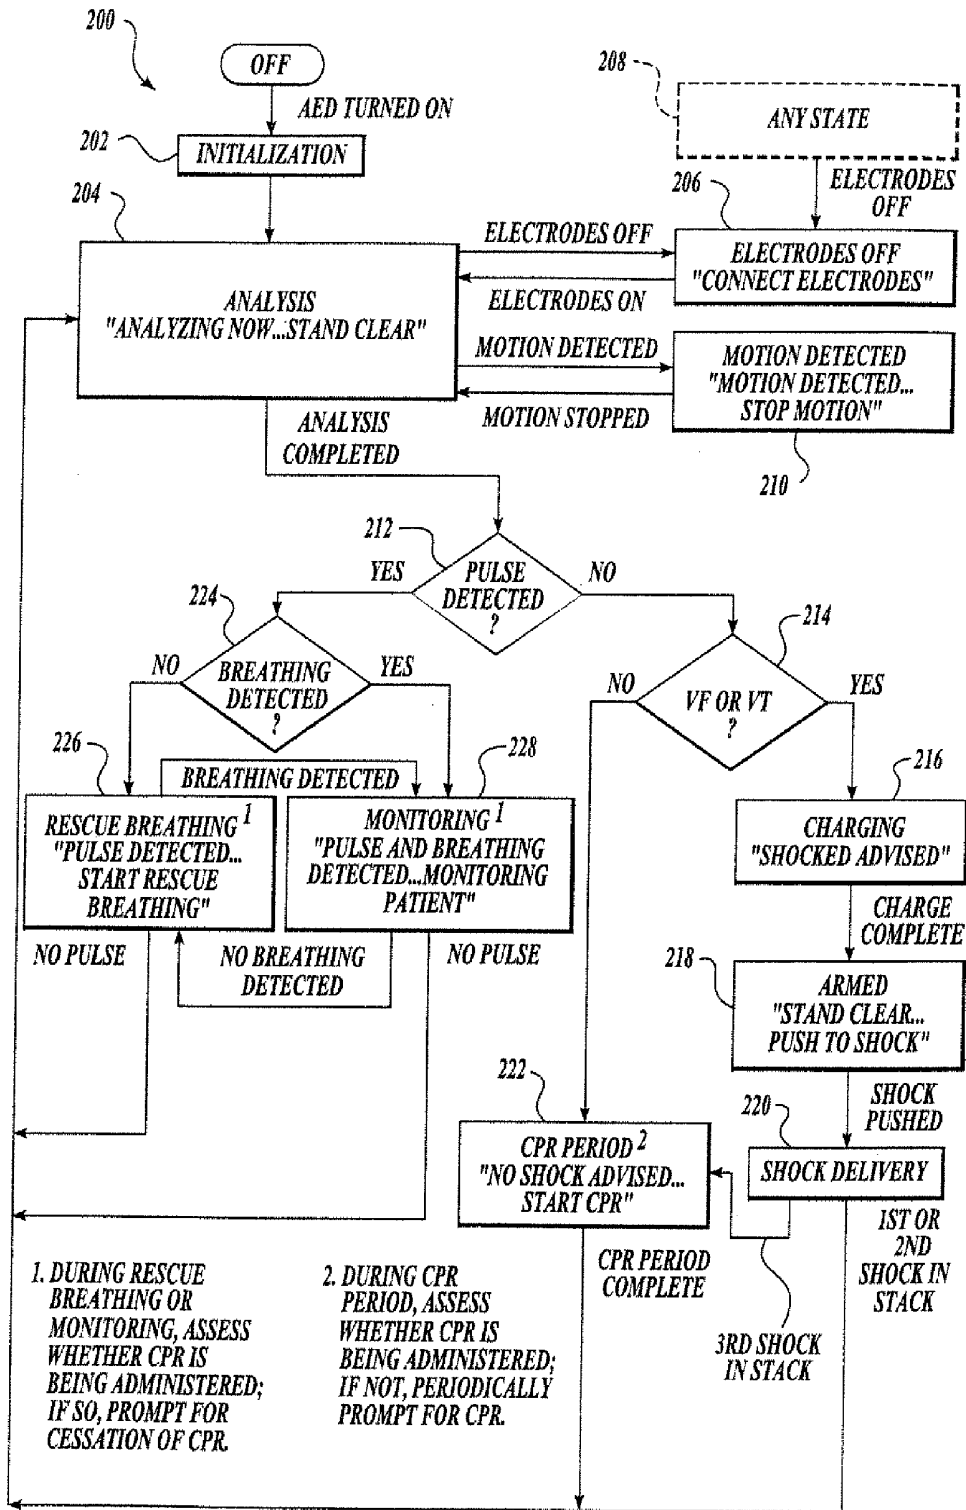 200
OFF
AED TURNED ON
202
INITIALIZATION
208
ANY STATE
ELECTRODES
OFF
204
206
ANALYSIS
"ANALYZING NOW...STAND CLEAR"
ELECTRODES OFF
ELECTRODES ON
ELECTRODES OFF
"CONNECT ELECTRODES"
MOTION DETECTED
MOTION STOPPED
MOTION DETECTED
"MOTION DETECTED...
STOP MOTION"
210
ANALYSIS
COMPLETED
212
PULSE
DETECTED
?
YES
NO
224
BREATHING
DETECTED
?
NO
YES
214
VF OR VT
?
NO
YES
226
BREATHING DETECTED
228
RESCUE BREATHING 1
"PULSE DETECTED...
START RESCUE
BREATHING"
MONITORING 1
"PULSE AND BREATHING
DETECTED...MONITORING
PATIENT"
NO PULSE
NO BREATHING
DETECTED
NO PULSE
216
CHARGING
"SHOCKED ADVISED"
CHARGE
COMPLETE
218
ARMED
"STAND CLEAR...
PUSH TO SHOCK"
SHOCK
PUSHED
220
SHOCK DELIVERY
222
CPR PERIOD 2
"NO SHOCK ADVISED...
START CPR"
CPR PERIOD
COMPLETE
1ST OR
2ND
SHOCK IN
STACK
3RD SHOCK
IN STACK
1. DURING RESCUE
BREATHING OR
MONITORING, ASSESS
WHETHER CPR IS
BEING ADMINISTERED;
IF SO, PROMPT FOR
CESSATION OF CPR.
2. DURING CPR
PERIOD, ASSESS
WHETHER CPR IS
BEING ADMINISTERED;
IF NOT, PERIODICALLY
PROMPT FOR CPR.